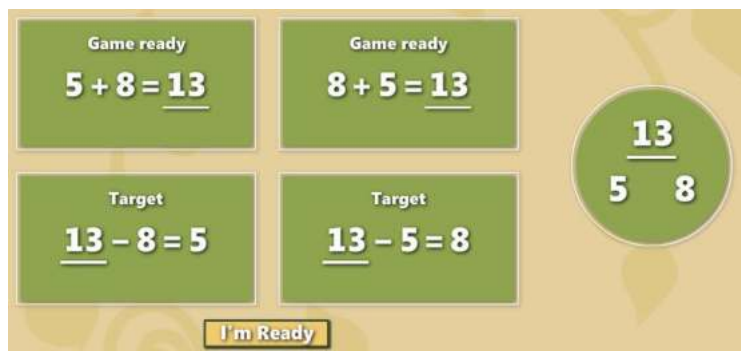 Game ready
5 + 8 = 13
Game ready
8 + 5 = 13
13
5 8
Target
13 – 8 = 5
Target
13 – 5 = 8
I'm Ready